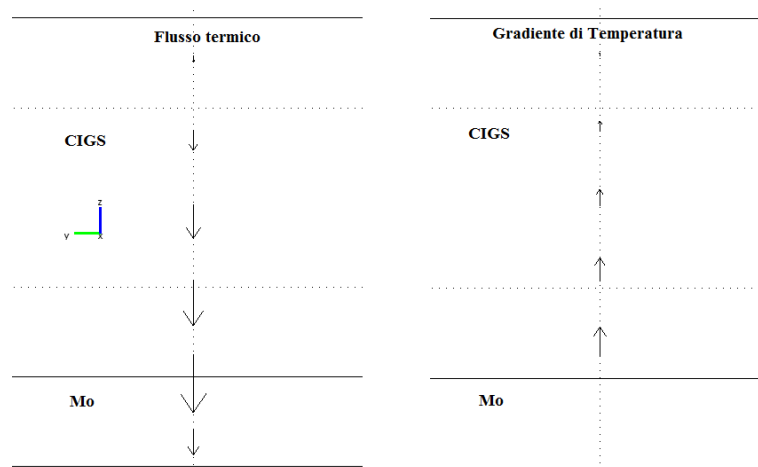 Flusso termico
CIGS
z
y
x
Mo
Gradiente di Temperatura
CIGS
Mo